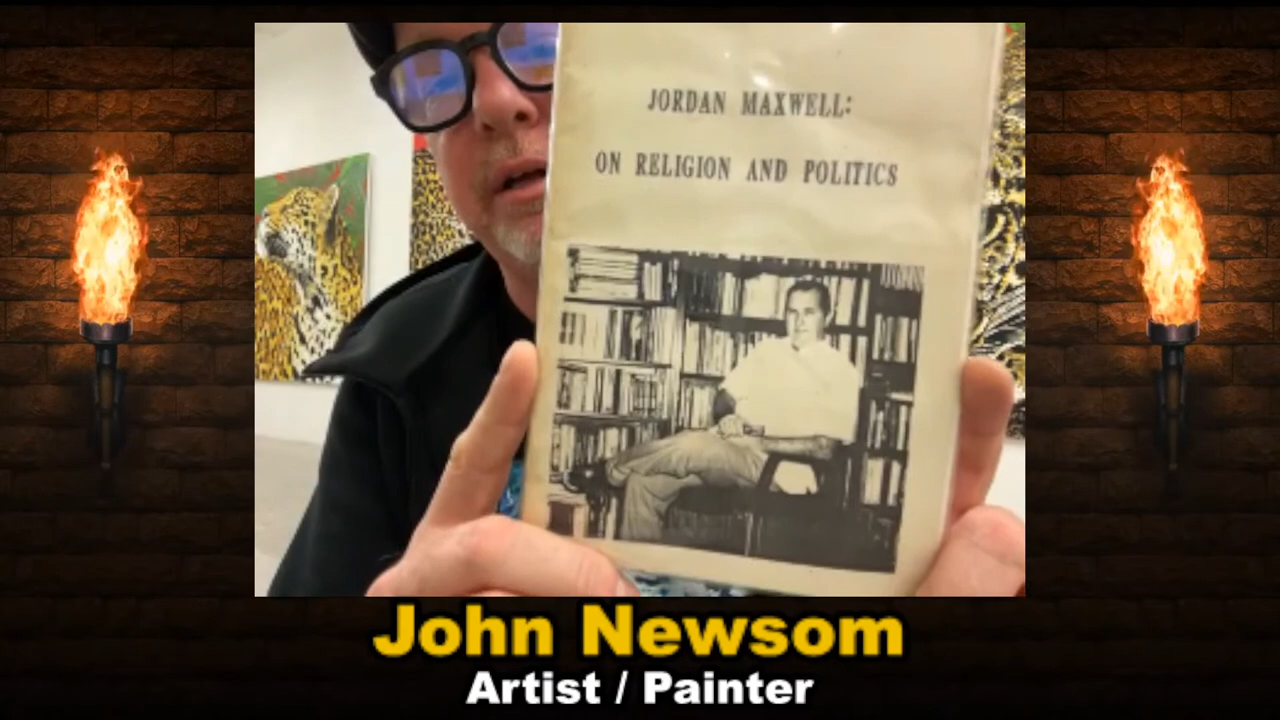 JORDAN MAXWELL:
ON RELIGION AND POLITICS
John Newsom
Artist / Painter